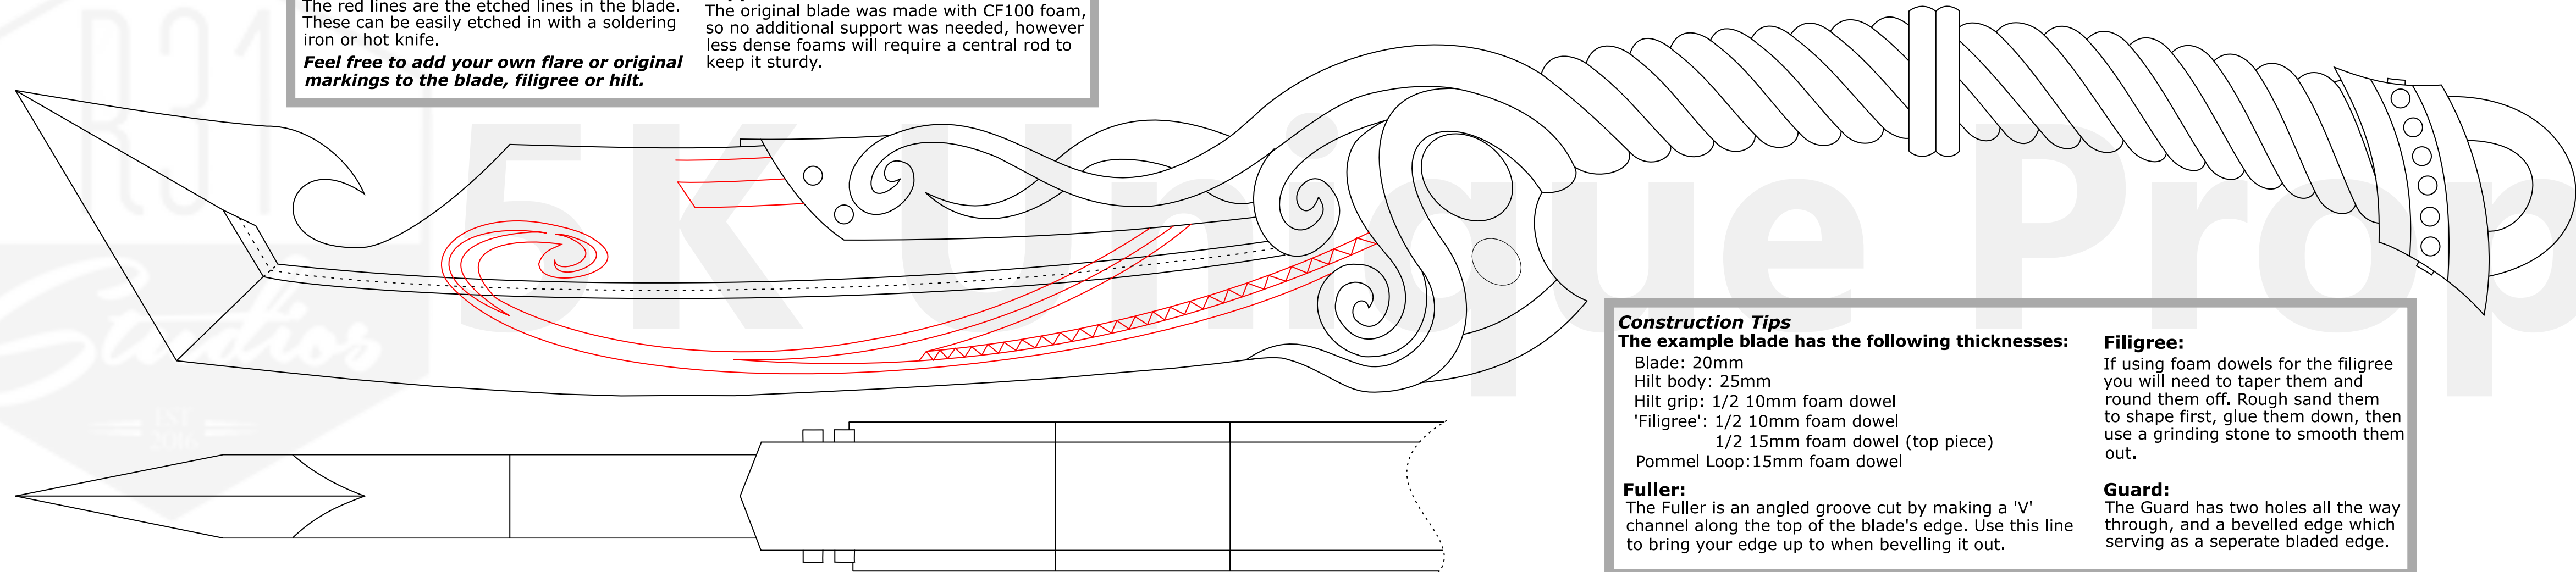 The red lines are the etched lines in the blade.
These can be easily etched in with a soldering
iron or hot knife.
Feel free to add your own flare or original
markings to the blade, filigree or hilt.
The original blade was made with CF100 foam,
so no additional support was needed, however
less dense foams will require a central rod to
keep it sturdy.
R31
Studios
EST
2016
5K Unique Prop
Construction Tips
The example blade has the following thicknesses:
Blade: 20mm
Hilt body: 25mm
Hilt grip: 1/2 10mm foam dowel
'Filigree': 1/2 10mm foam dowel
1/2 15mm foam dowel (top piece)
Pommel Loop:15mm foam dowel
Fuller:
The Fuller is an angled groove cut by making a 'V'
channel along the top of the blade's edge. Use this line
to bring your edge up to when bevelling it out.
Filigree:
If using foam dowels for the filigree
you will need to taper them and
round them off. Rough sand them
to shape first, glue them down, then
use a grinding stone to smooth them
out.
Guard:
The Guard has two holes all the way
through, and a bevelled edge which
serving as a seperate bladed edge.